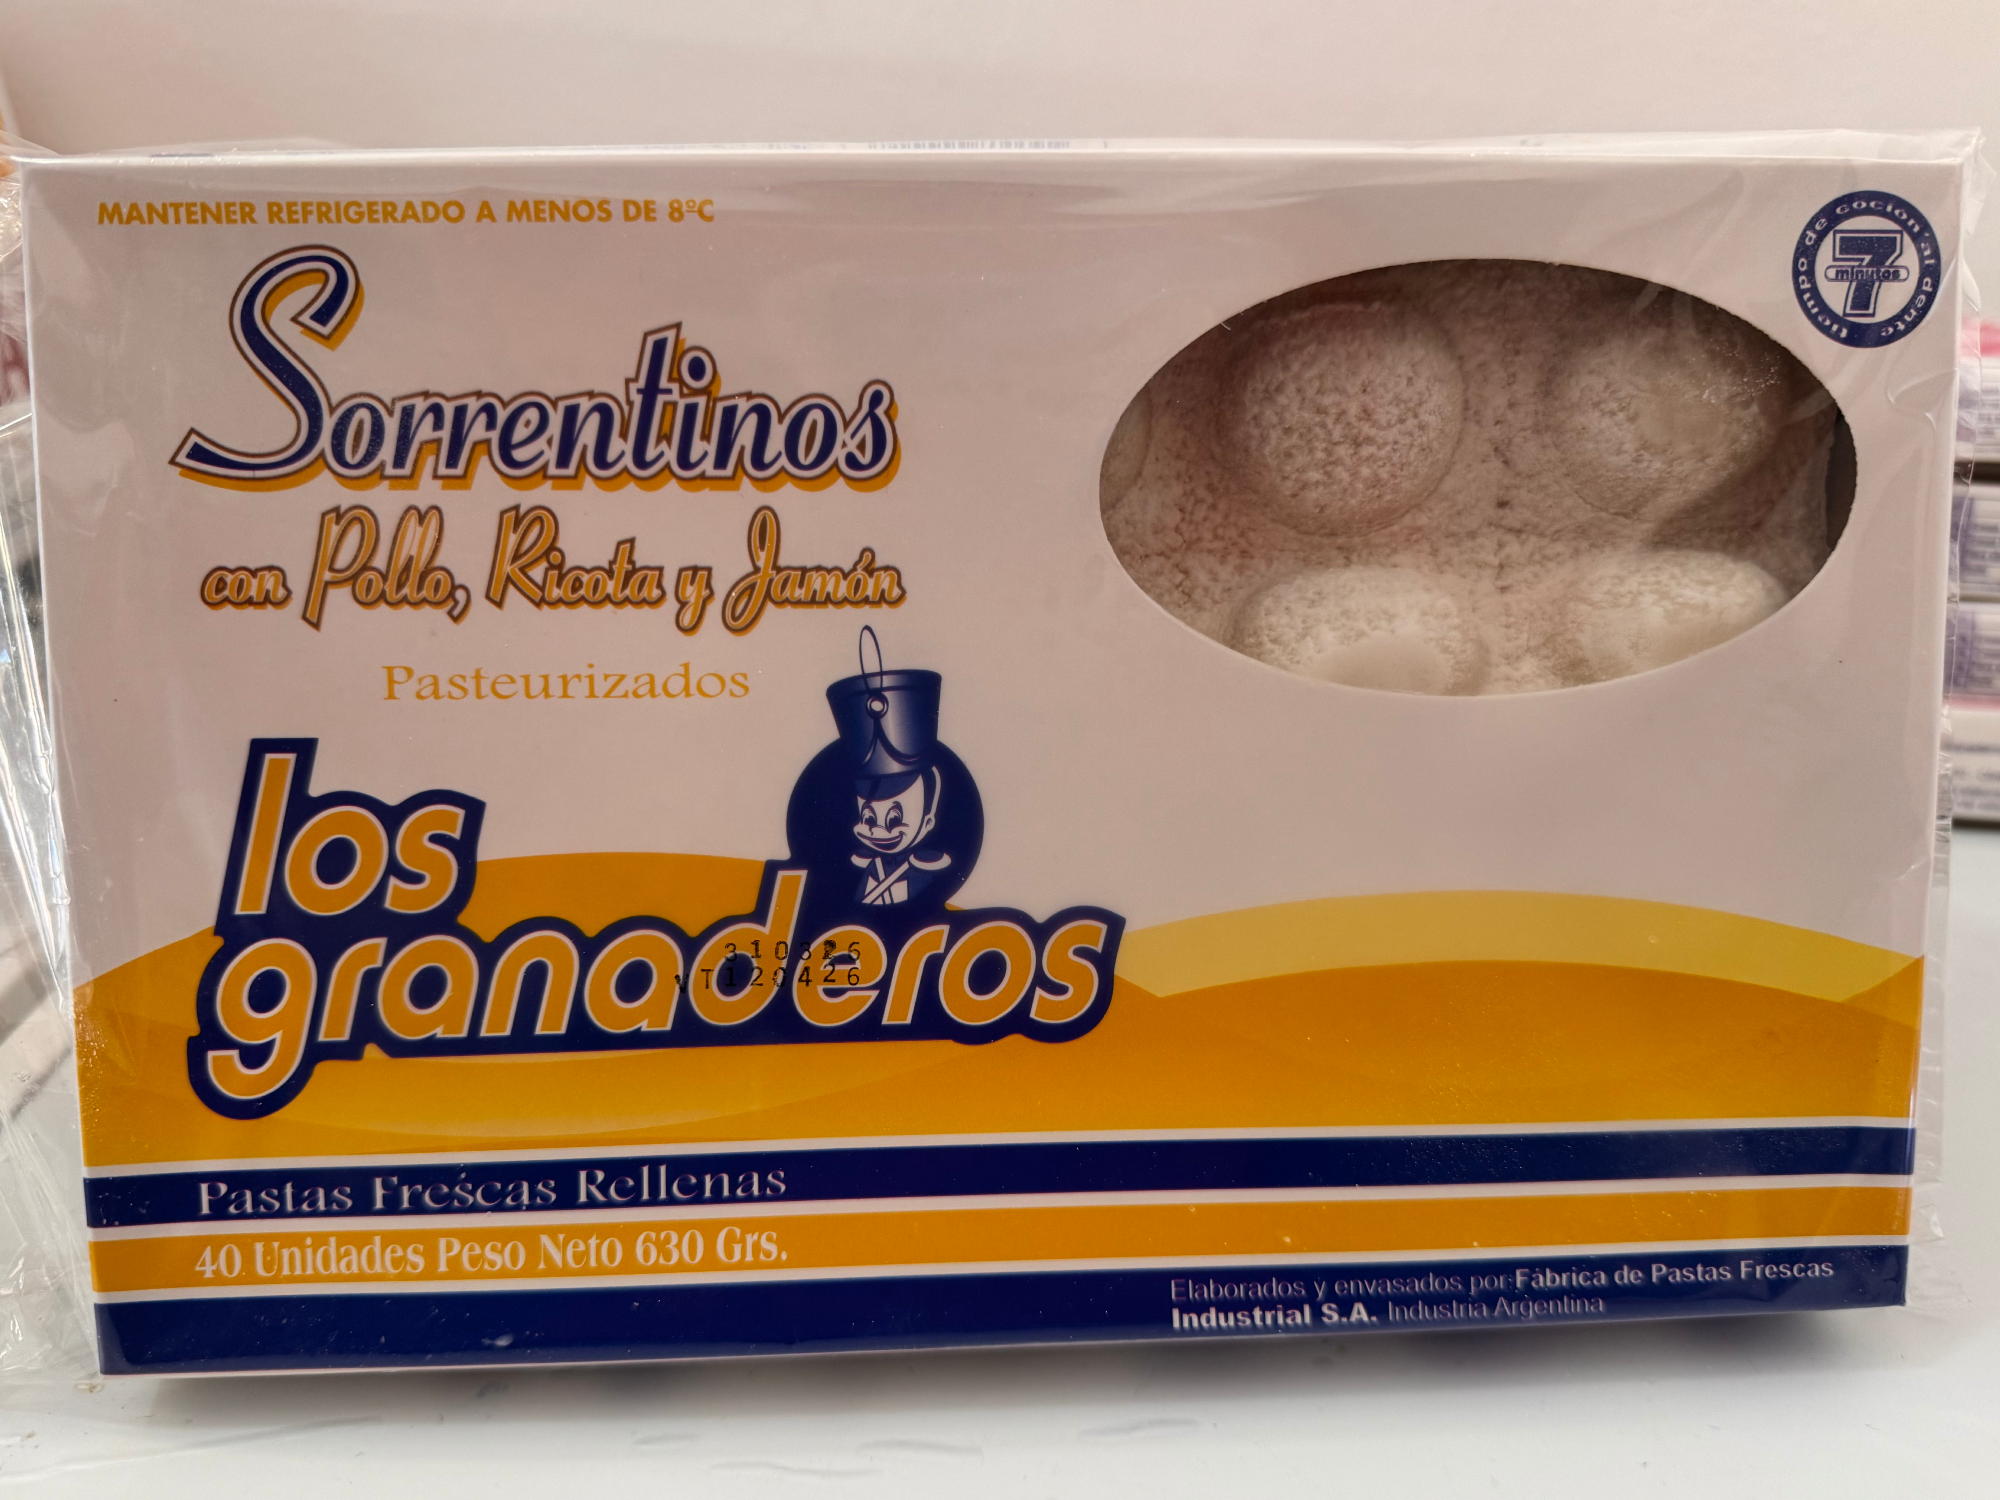 MANTENER REFRIGERADO A MENOS DE 8ºC
tiempo de cocion al dente
7
minutos
Sorrentinos
con Pollo, Ricota y Jamón
Pasteurizados
los
granaderos
310326
VT120426
Pastas Frescas Rellenas
40 Unidades Peso Neto 630 Grs.
Elaborados y envasados por:Fábrica de Pastas Frescas
Industrial S.A. Industria Argentina